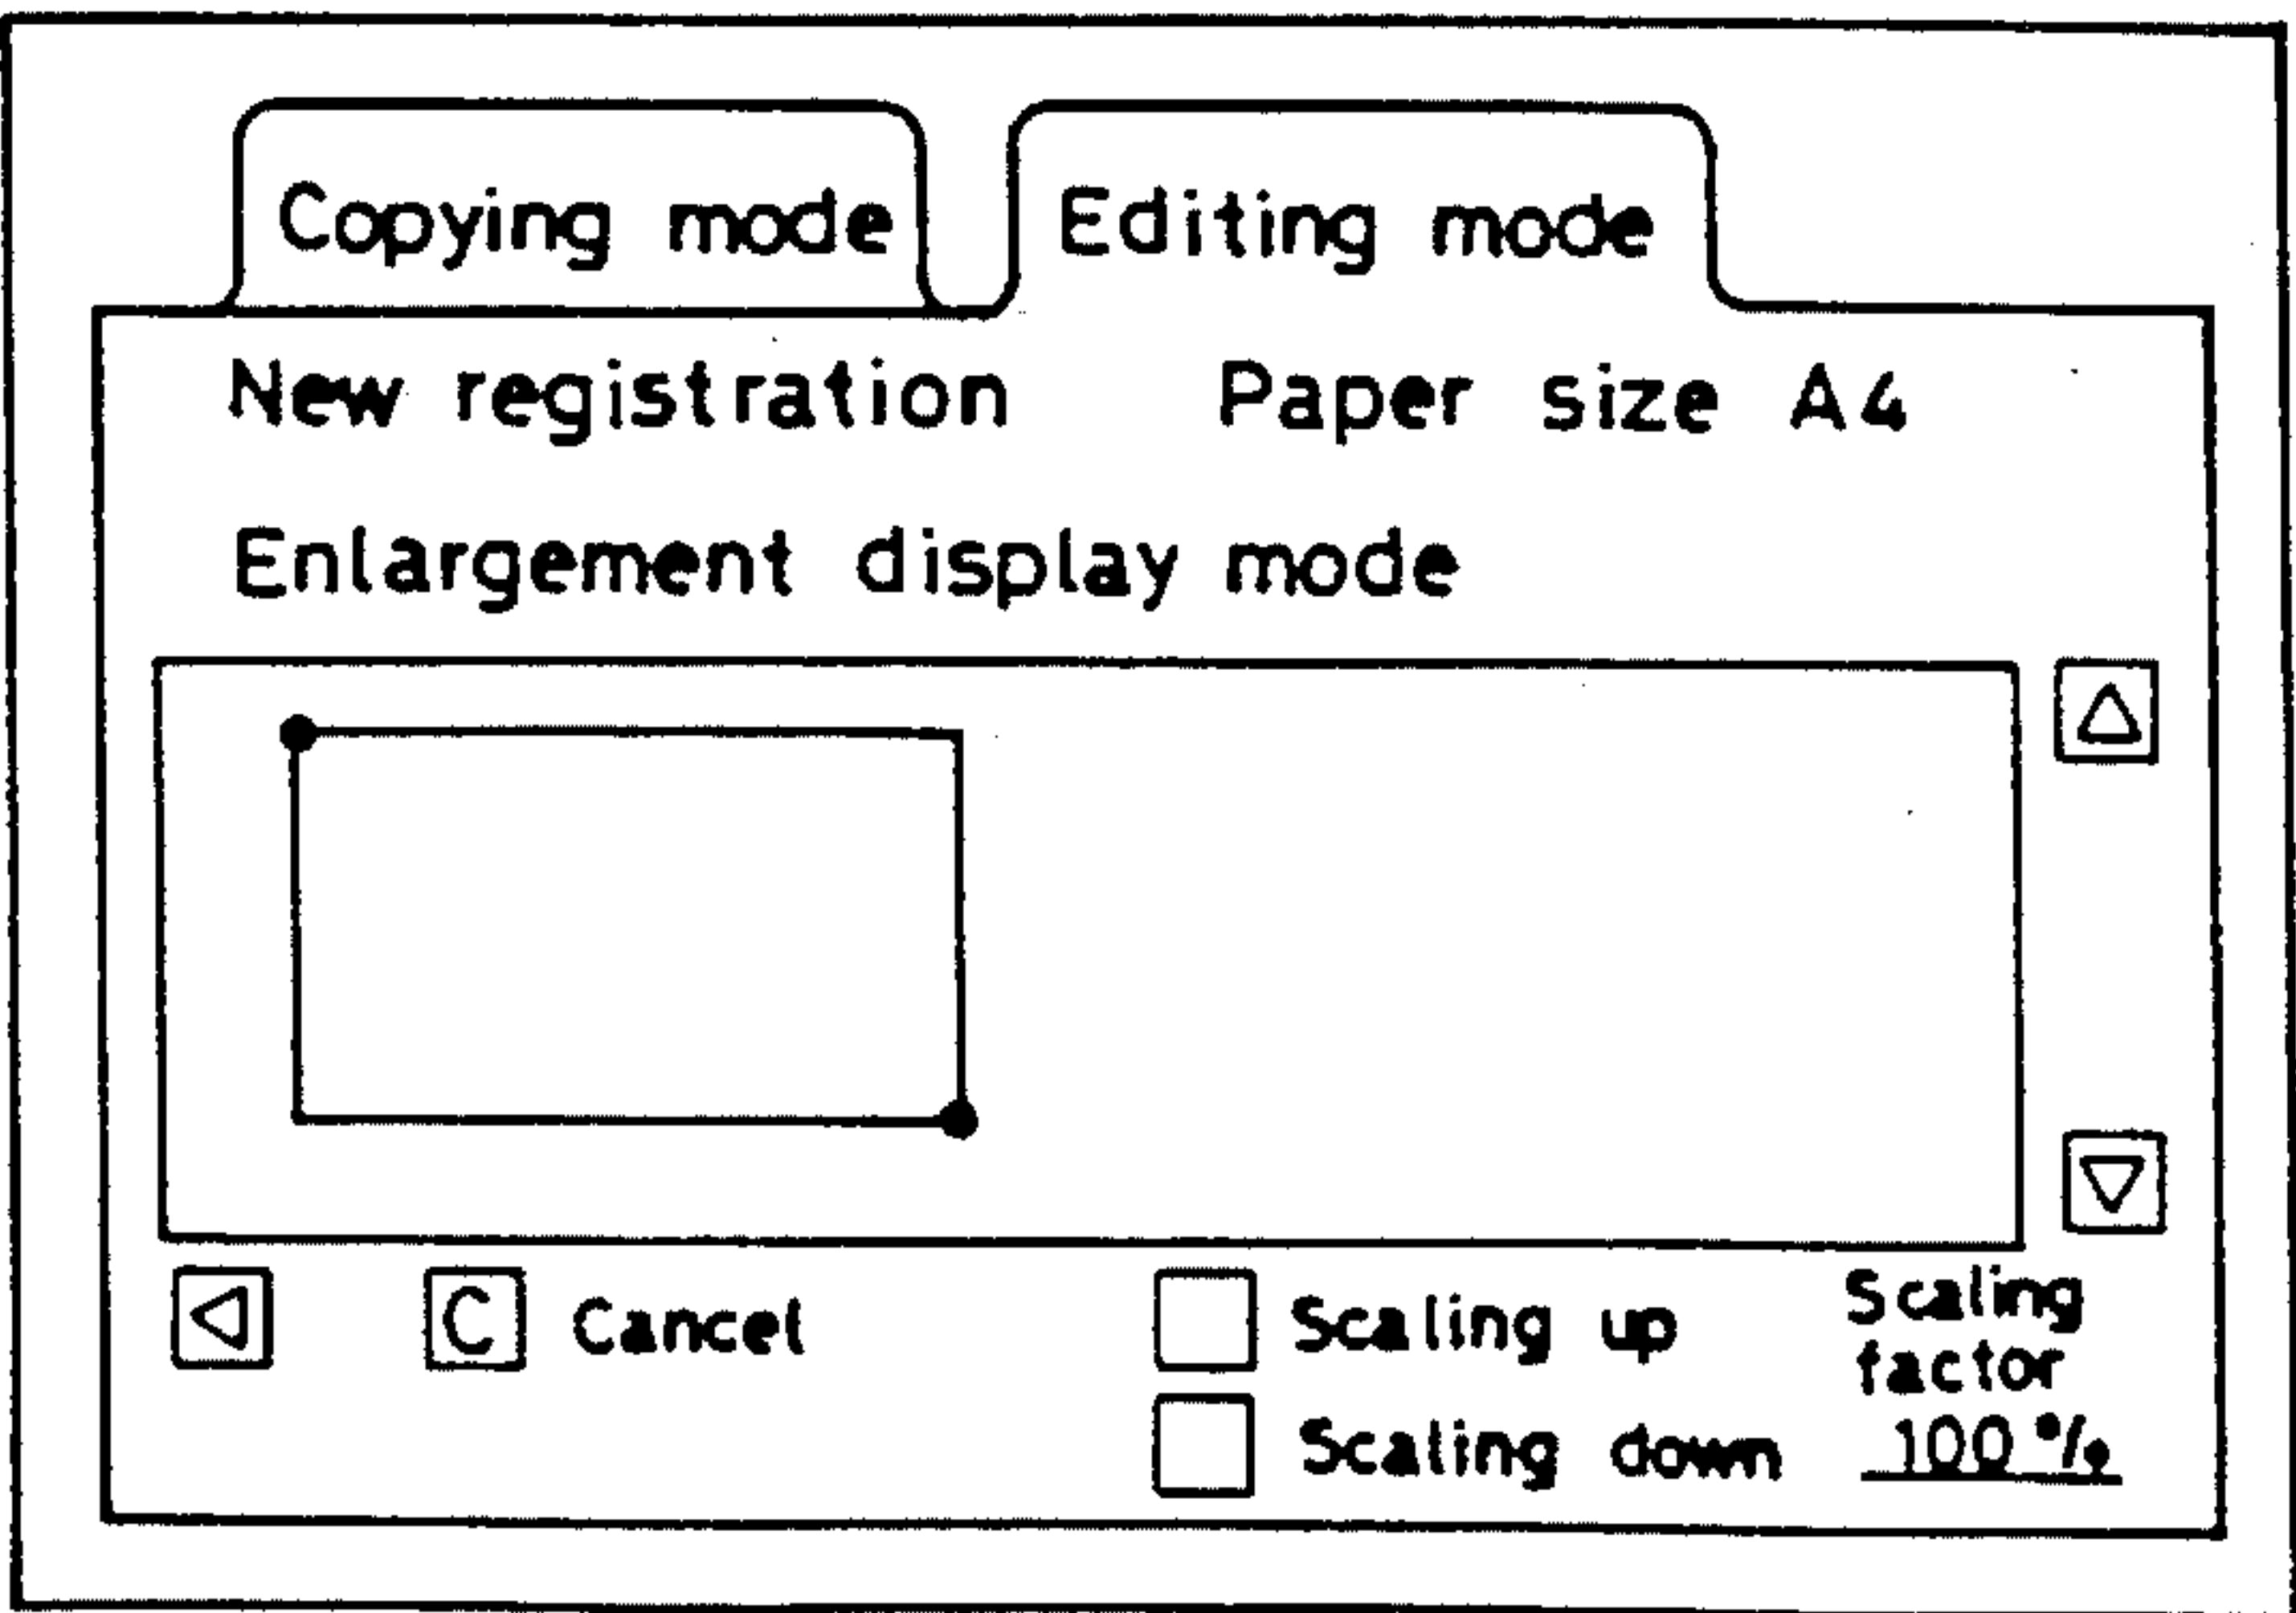 Copying mode Editing mode
New registration Paper size A4
Enlargement display mode
C Cancel
Scaling up
Scaling down
Scaling
factor
100%